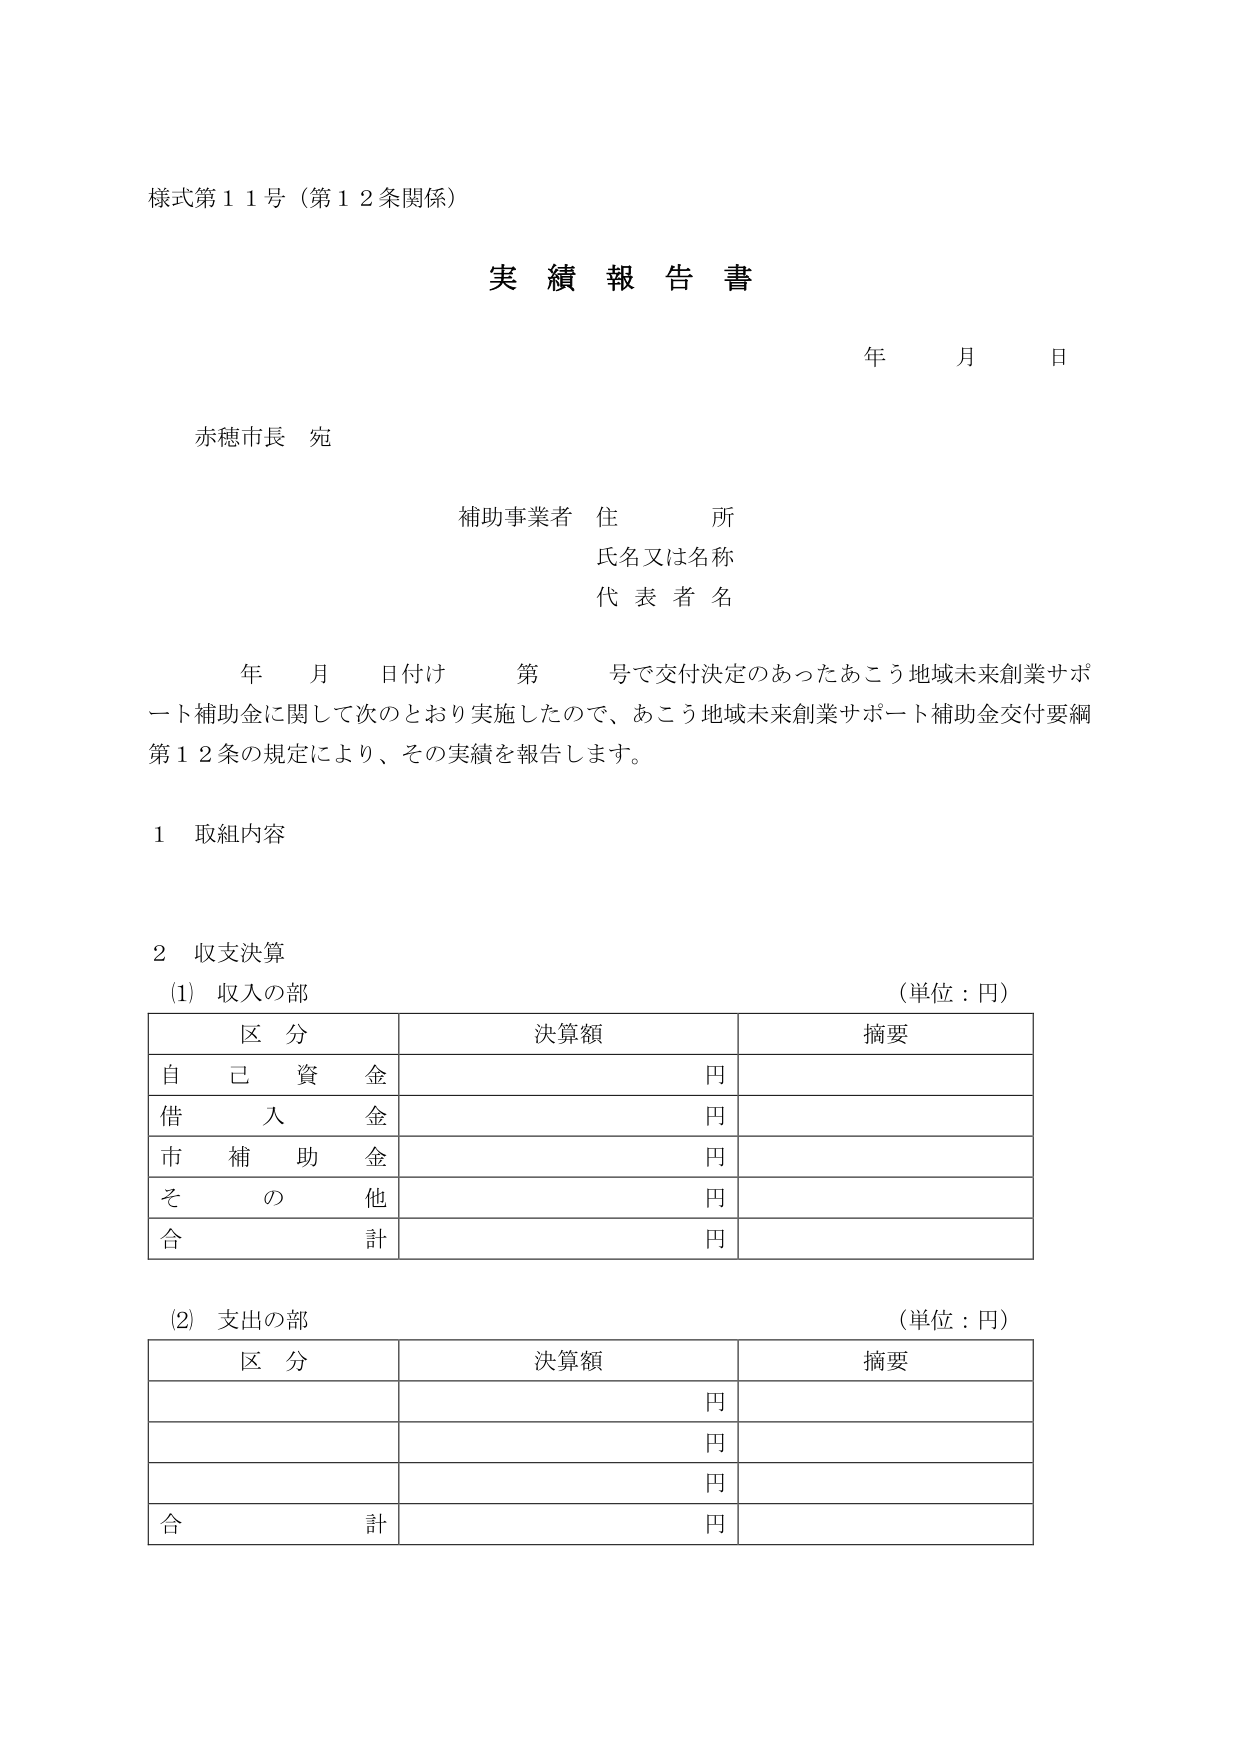 様式第１１号（第１２条関係）
実　績　報　告　書
年　　　月　　　日
赤穂市長　宛
補助事業者　住　　　　所
氏名又は名称
代　表　者　名
年　　月　　日付け　　　第　　　号で交付決定のあったあこう地域未来創業サポ
ート補助金に関して次のとおり実施したので、あこう地域未来創業サポート補助金交付要綱
第１２条の規定により、その実績を報告します。
１　取組内容
２　収支決算
⑴　収入の部　　　（単位：円）
区　分　　決算額　　摘要
自　己　資　金　　円
借　入　金　　円
市　補　助　金　　円
そ　の　他　　円
合　計　　円
⑵　支出の部　　　（単位：円）
区　分　　決算額　　摘要
円
円
円
合　計　　円